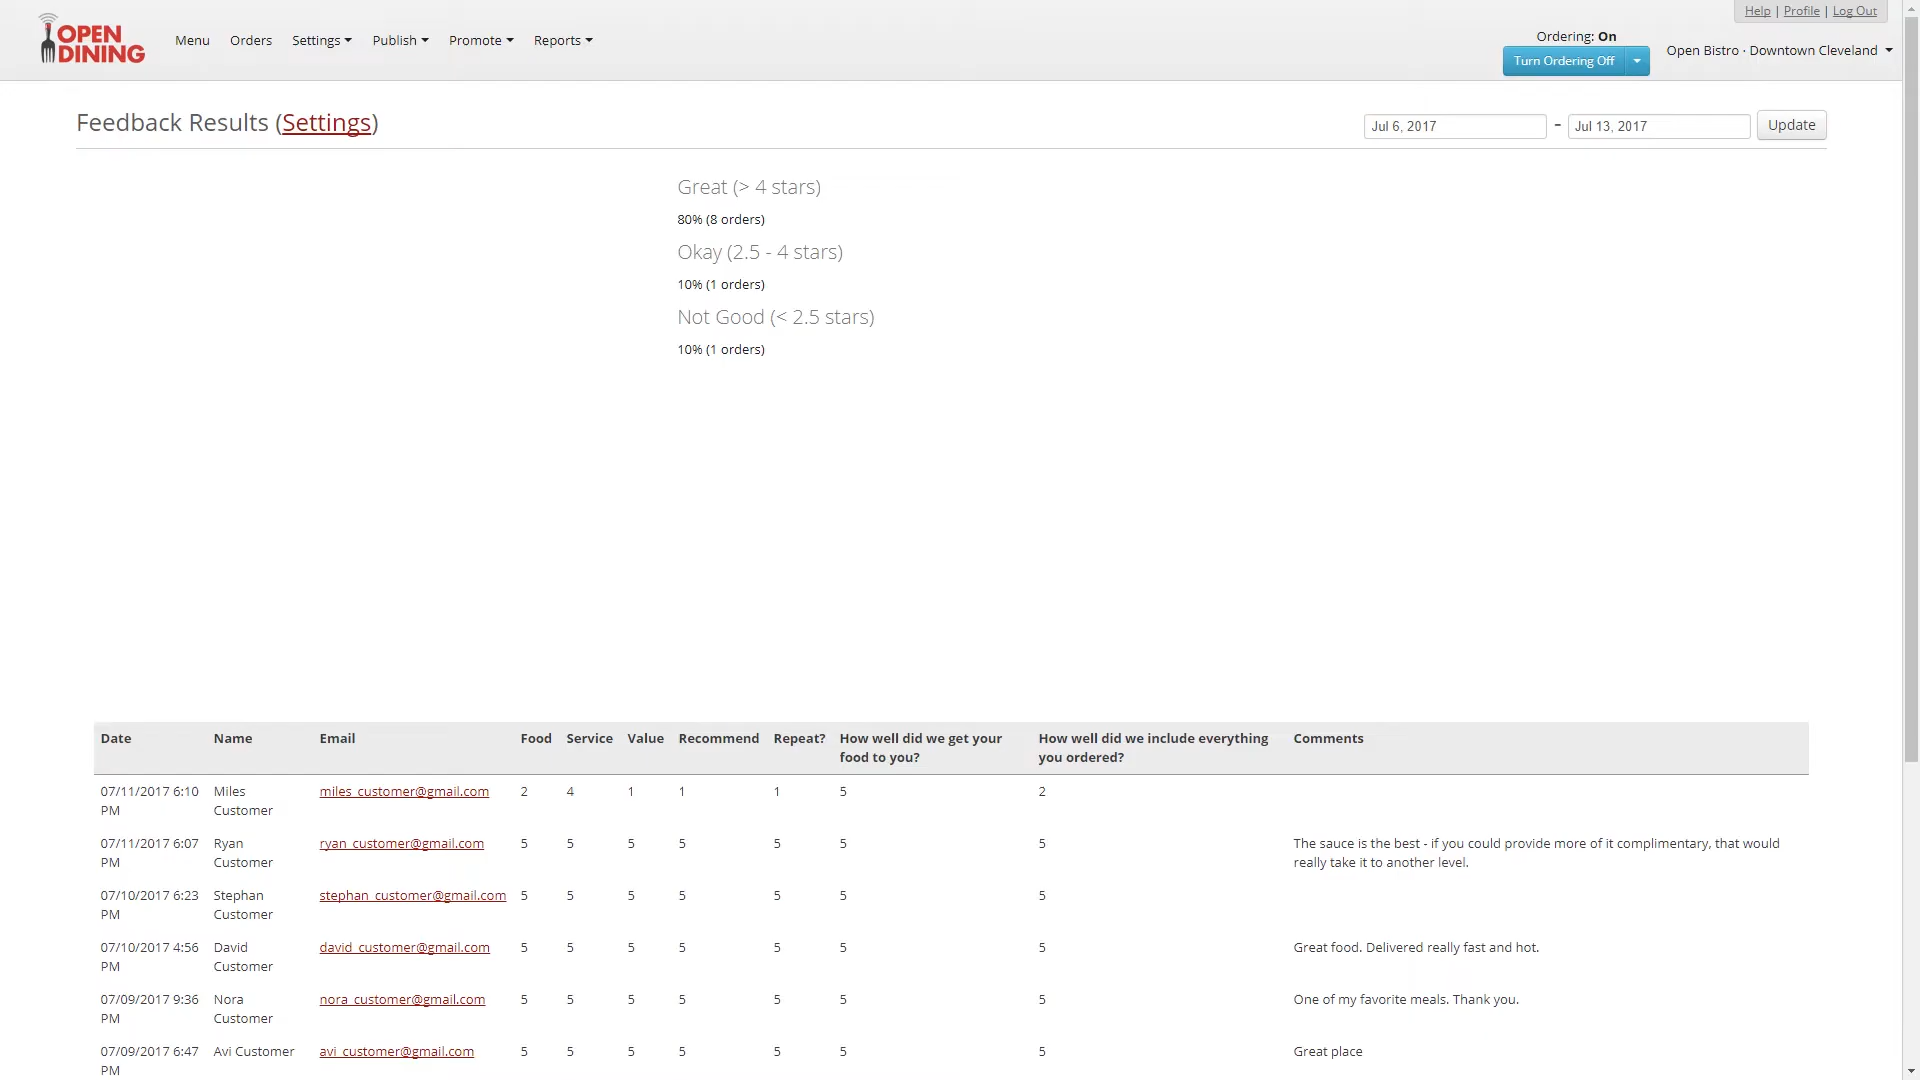 Help | Profile | Log Out
OPEN DINING
Menu Orders Settings Publish Promote Reports
Ordering: On
Turn Ordering Off
Open Bistro · Downtown Cleveland
Feedback Results (Settings)
Jul 6, 2017 - Jul 13, 2017 Update
Great (> 4 stars)
80% (8 orders)
Okay (2.5 - 4 stars)
10% (1 orders)
Not Good (< 2.5 stars)
10% (1 orders)
Date Name Email Food Service Value Recommend Repeat? How well did we get your food to you? How well did we include everything you ordered? Comments
07/11/2017 6:10 PM Miles Customer miles_customer@gmail.com 2 4 1 1 1 5 2
07/11/2017 6:07 PM Ryan Customer ryan_customer@gmail.com 5 5 5 5 5 5 5 The sauce is the best - if you could provide more of it complimentary, that would really take it to another level.
07/10/2017 6:23 PM Stephan Customer stephan_customer@gmail.com 5 5 5 5 5 5 5
07/10/2017 4:56 PM David Customer david_customer@gmail.com 5 5 5 5 5 5 5 Great food. Delivered really fast and hot.
07/09/2017 9:36 PM Nora Customer nora_customer@gmail.com 5 5 5 5 5 5 5 One of my favorite meals. Thank you.
07/09/2017 6:47 PM Avi Customer avi_customer@gmail.com 5 5 5 5 5 5 5 Great place